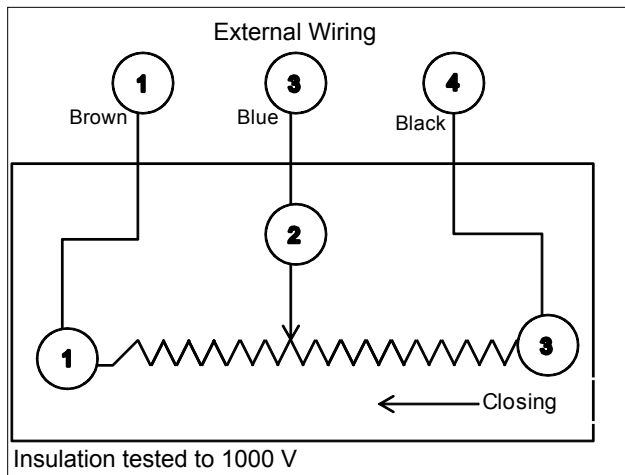 External Wiring
1 3 4
Brown Blue Black
2
1 3
Closing
Insulation tested to 1000 V